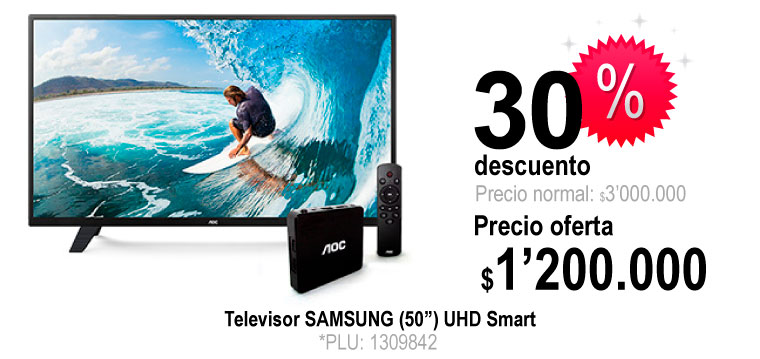 30%
descuento
Precio normal: $3’000.000
Precio oferta
$1’200.000
AOC
AOC
Televisor SAMSUNG (50”) UHD Smart
*PLU: 1309842